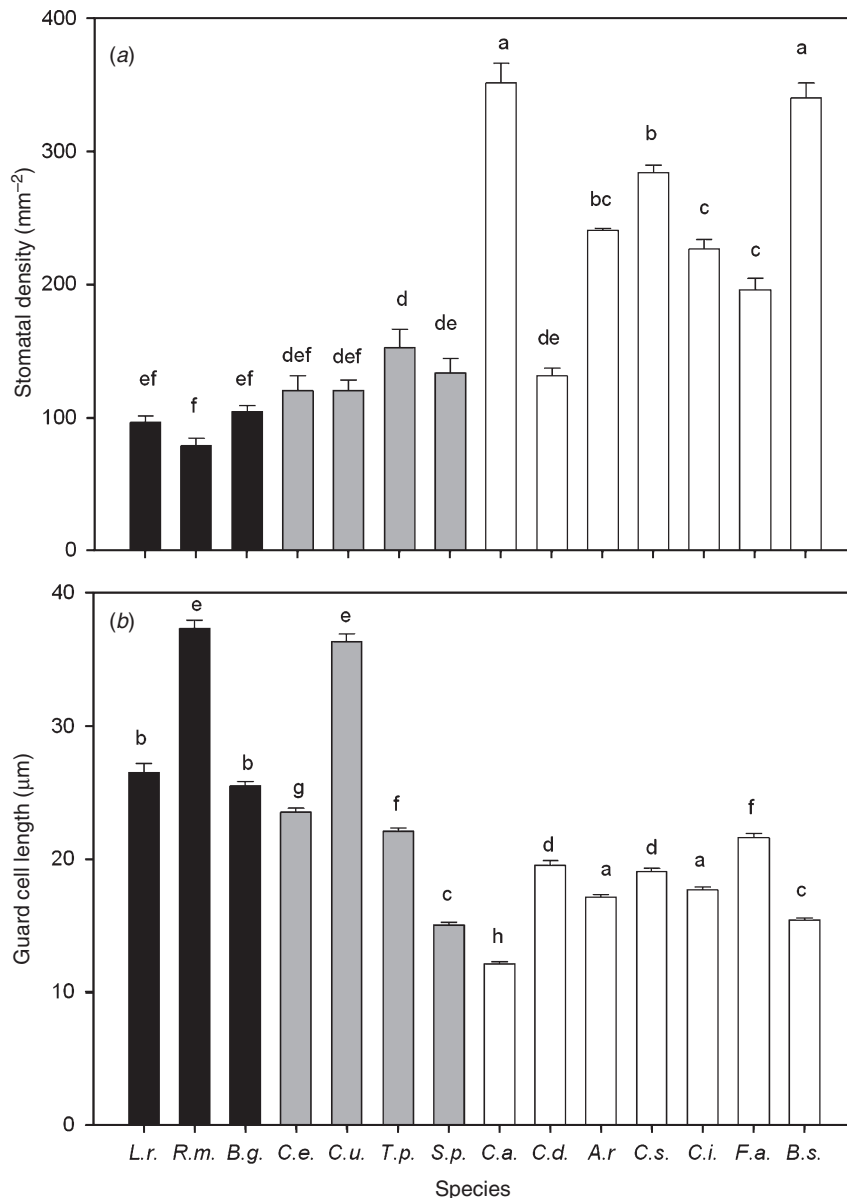 400
(a)
a
a
300
b
bc
c
c
200
d
de
de
def
def
ef
ef
f
100
0
Stomatal density (mm⁻²)
40
(b)
e
e
30
b
b
g
f
f
20
d
d
a
a
c
c
h
10
0
Guard cell length (µm)
L.r. R.m. B.g. C.e. C.u. T.p. S.p. C.a. C.d. A.r C.s. C.i. F.a. B.s.
Species